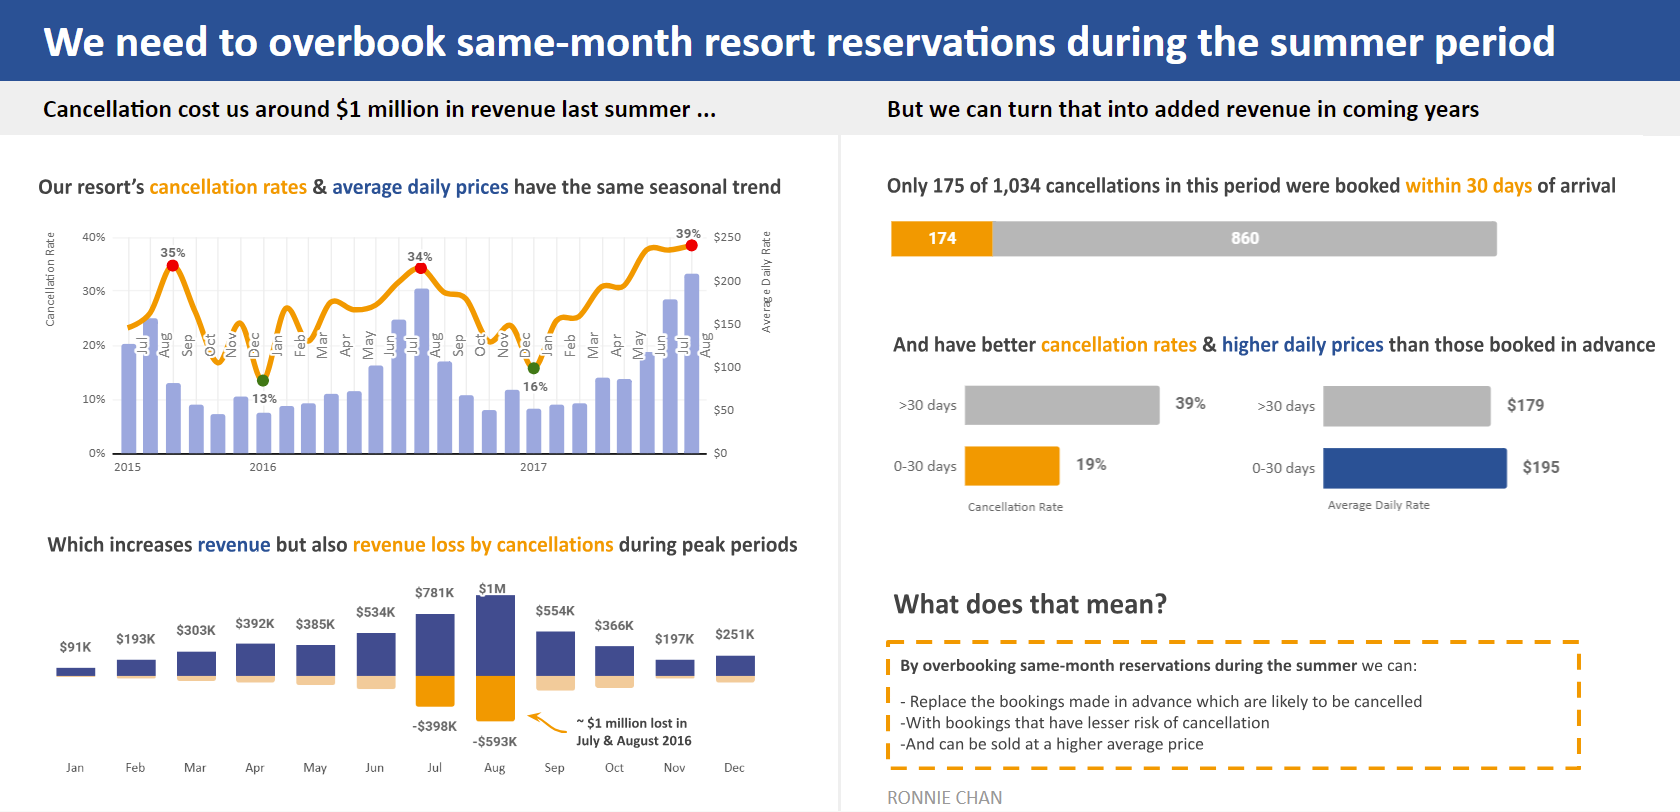 We need to overbook same-month resort reservations during the summer period
Cancellation cost us around $1 million in revenue last summer ...
Our resort's cancellation rates & average daily prices have the same seasonal trend
Cancellation Rate
40%
30%
20%
10%
0%
35%
13%
34%
16%
39%
Jul
Aug
Sep
Oct
Nov
Dec
Jan
Feb
Mar
Apr
May
Jun
Jul
Aug
Sep
Oct
Nov
Dec
Jan
Feb
Mar
Apr
May
Jun
Jul
Aug
2015
2016
2017
$250
$200
$150
$100
$50
$0
Average Daily Rate
Which increases revenue but also revenue loss by cancellations during peak periods
$91K
$193K
$303K
$392K
$385K
$534K
$781K
$1M
$554K
$366K
$197K
$251K
-$398K
-$593K
~ $1 million lost in
July & August 2016
Jan
Feb
Mar
Apr
May
Jun
Jul
Aug
Sep
Oct
Nov
Dec
But we can turn that into added revenue in coming years
Only 175 of 1,034 cancellations in this period were booked within 30 days of arrival
174
860
And have better cancellation rates & higher daily prices than those booked in advance
>30 days
39%
0-30 days
19%
Cancellation Rate
>30 days
$179
0-30 days
$195
Average Daily Rate
What does that mean?
By overbooking same-month reservations during the summer we can:
- Replace the bookings made in advance which are likely to be cancelled
-With bookings that have lesser risk of cancellation
-And can be sold at a higher average price
RONNIE CHAN